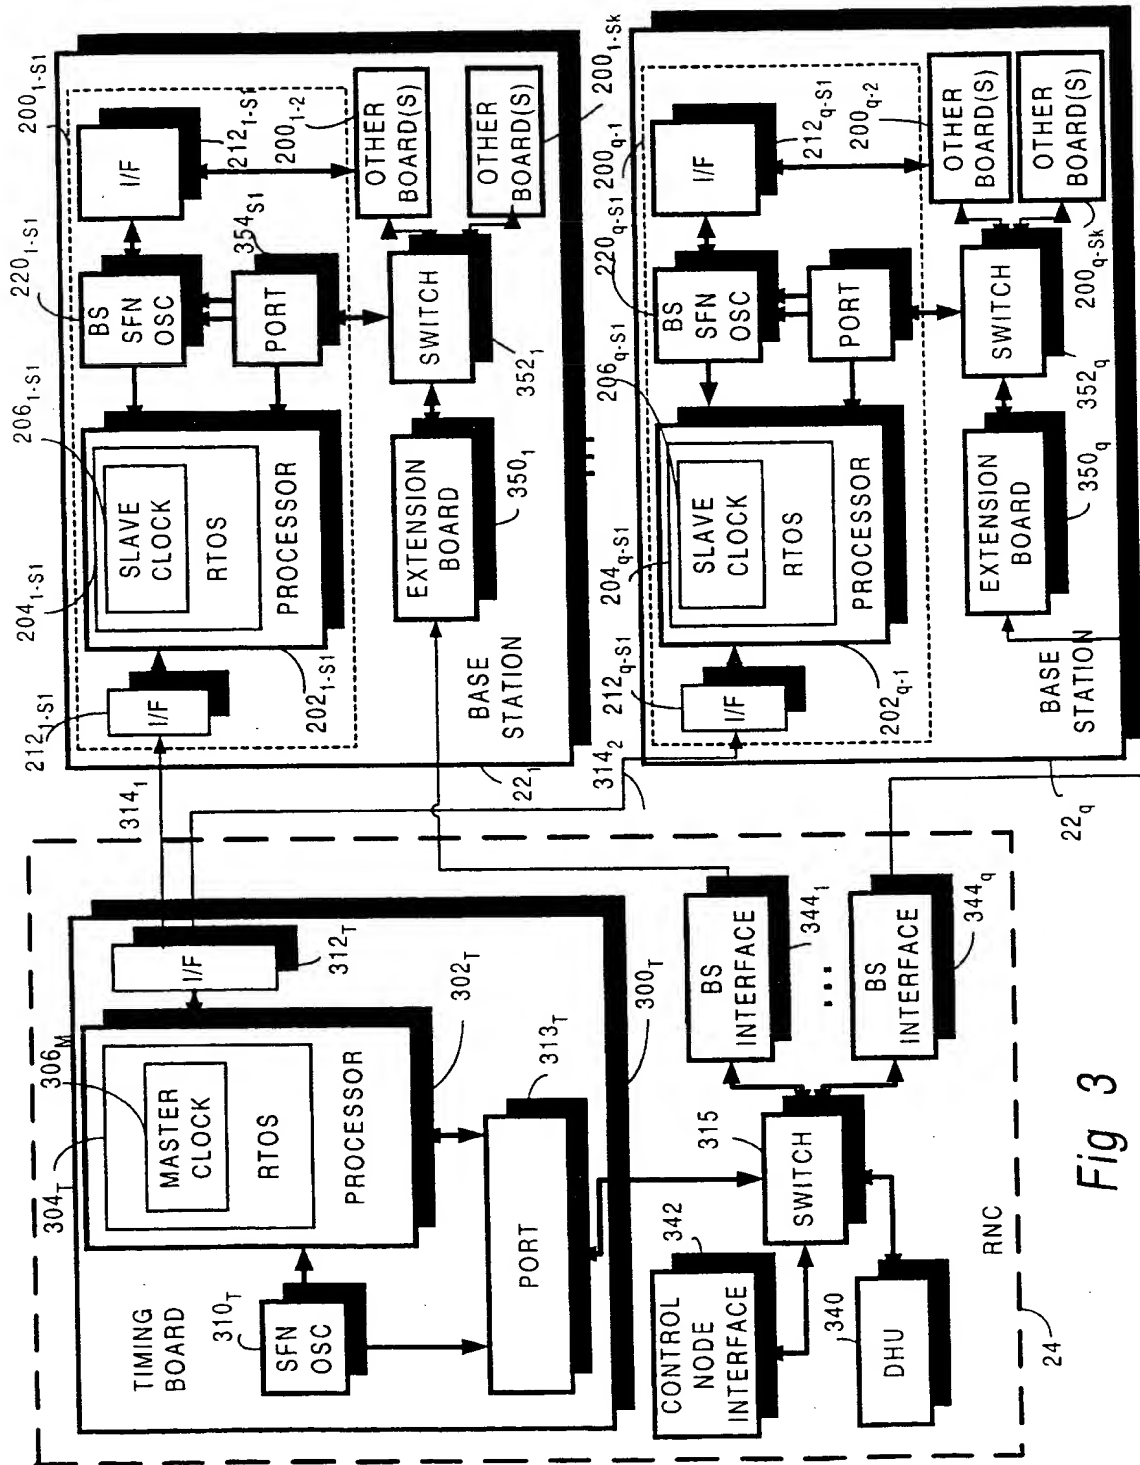 304T
306M
TIMING
BOARD
MASTER
CLOCK
RTOS
PROCESSOR
I/F
312T
302T
310T
SFN
OSC
PORT
313T
300T
342
CONTROL
NODE
INTERFACE
340
DHU
315
SWITCH
BS
INTERFACE
3441
...
BS
INTERFACE
344q
RNC
24
3141
3142
2121-S1
I/F
2041-S1
2061-S1
SLAVE
CLOCK
RTOS
PROCESSOR
2021-S1
2201-S1
BS
SFN
OSC
2001-S1
I/F
2121-S1
354S1
PORT
2001-2
OTHER
BOARD(S)
OTHER
BOARD(S)
2001-Sk
SWITCH
3521
EXTENSION
BOARD
3501
BASE
STATION
221
...
212q-S1
I/F
204q-S1
206q-S1
SLAVE
CLOCK
RTOS
PROCESSOR
202q-1
220q-S1
BS
SFN
OSC
200q-1
I/F
212q-S1
PORT
200q-2
OTHER
BOARD(S)
OTHER
BOARD(S)
200q-Sk
SWITCH
352q
EXTENSION
BOARD
350q
BASE
STATION
22q
Fig 3